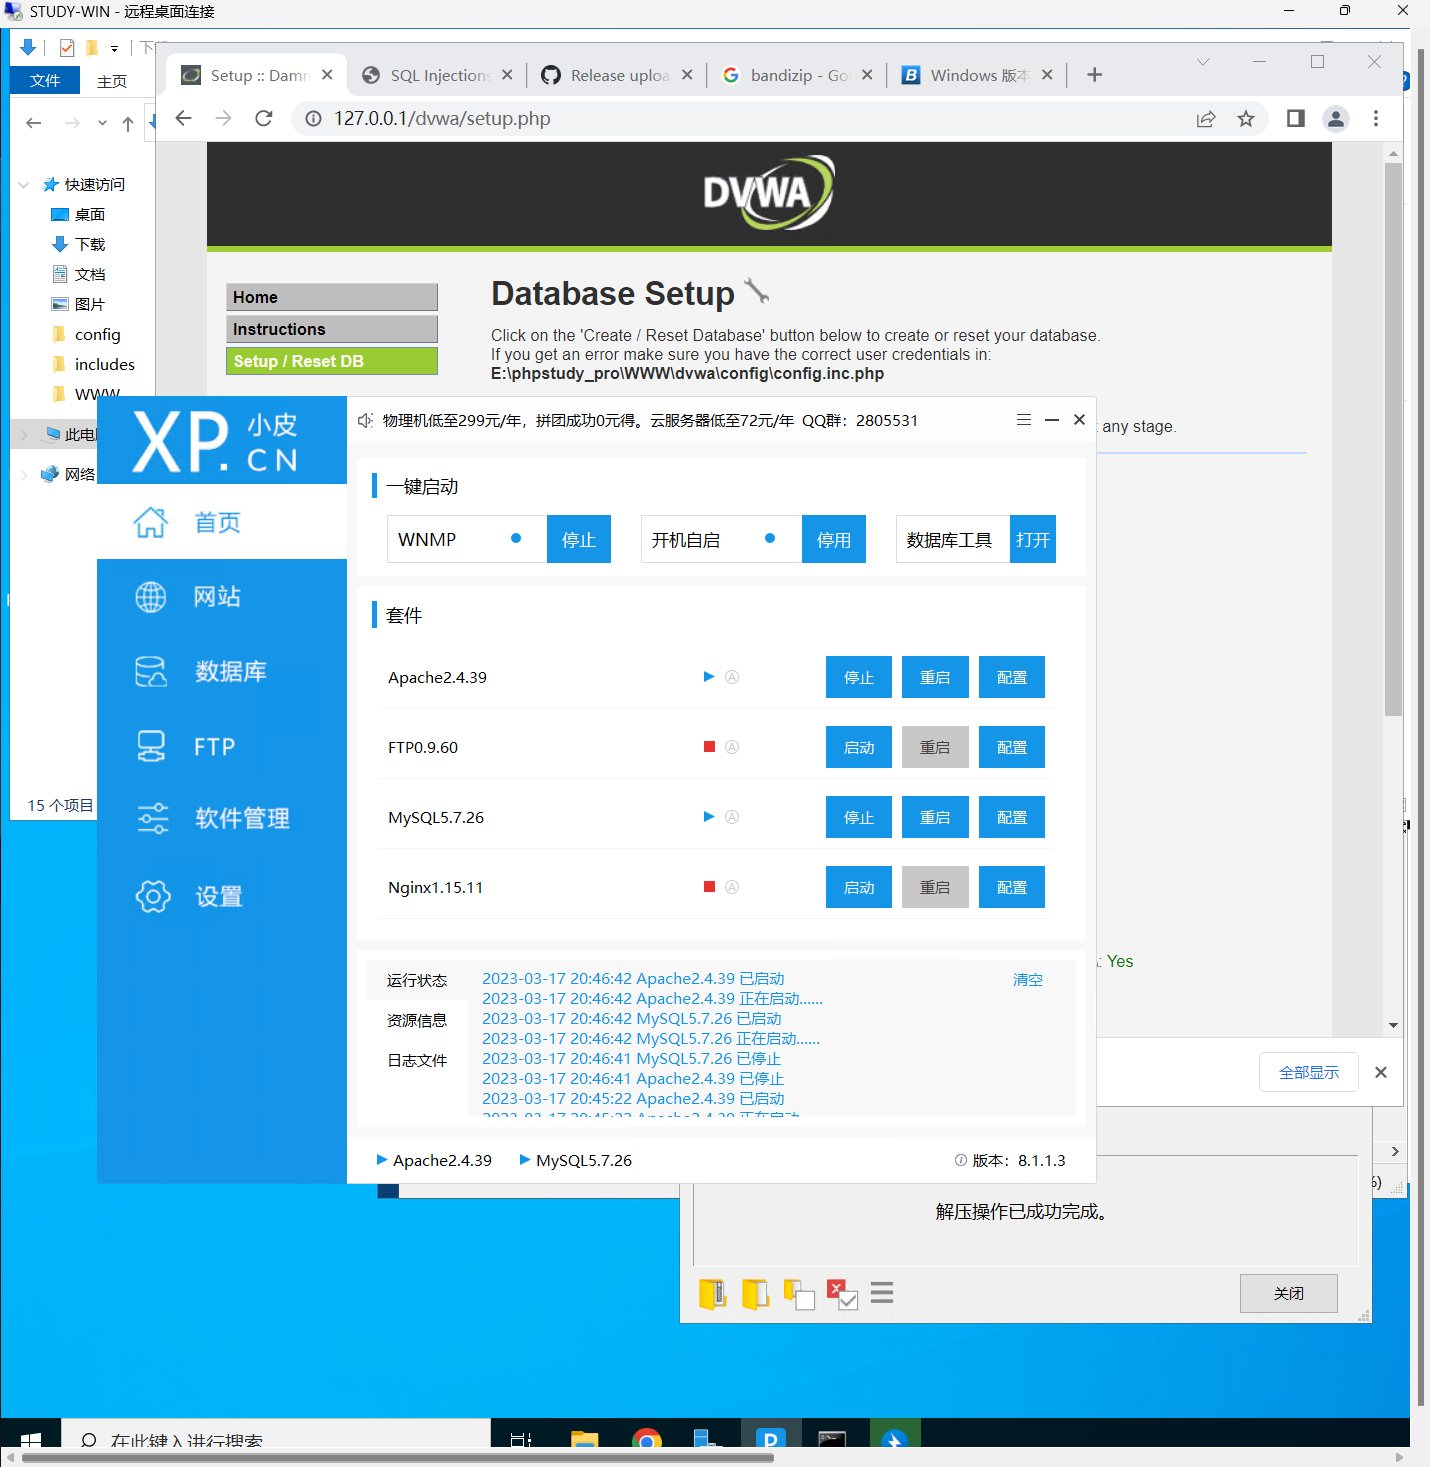 STUDY-WIN - 远程桌面连接
Setup :: Damn
SQL Injections
Release uploa
bandizip - Go
Windows 版本
文件
主页
127.0.0.1/dvwa/setup.php
快速访问
桌面
下载
文档
图片
config
includes
WWW
网络
15 个项目
DVWA
Home
Instructions
Setup / Reset DB
Database Setup
Click on the 'Create / Reset Database' button below to create or reset your database.
If you get an error make sure you have the correct user credentials in:
E:\phpstudy_pro\WWW\dvwa\config\config.inc.php
any stage.
Yes
全部显示
XP.小皮
CN
物理机低至299元/年，拼团成功0元得。云服务器低至72元/年 QQ群：2805531
首页
网站
数据库
FTP
软件管理
设置
一键启动
WNMP
停止
开机自启
停用
数据库工具
打开
套件
Apache2.4.39
停止
重启
配置
FTP0.9.60
启动
重启
配置
MySQL5.7.26
停止
重启
配置
Nginx1.15.11
启动
重启
配置
运行状态
资源信息
日志文件
2023-03-17 20:46:42 Apache2.4.39 已启动
清空
2023-03-17 20:46:42 Apache2.4.39 正在启动......
2023-03-17 20:46:42 MySQL5.7.26 已启动
2023-03-17 20:46:42 MySQL5.7.26 正在启动......
2023-03-17 20:46:41 MySQL5.7.26 已停止
2023-03-17 20:46:41 Apache2.4.39 已停止
2023-03-17 20:45:22 Apache2.4.39 已启动
2023-03-17 20:45:22 Apache2.4.39 正在启动
Apache2.4.39
MySQL5.7.26
版本：8.1.1.3
解压操作已成功完成。
关闭
在此键入进行搜索